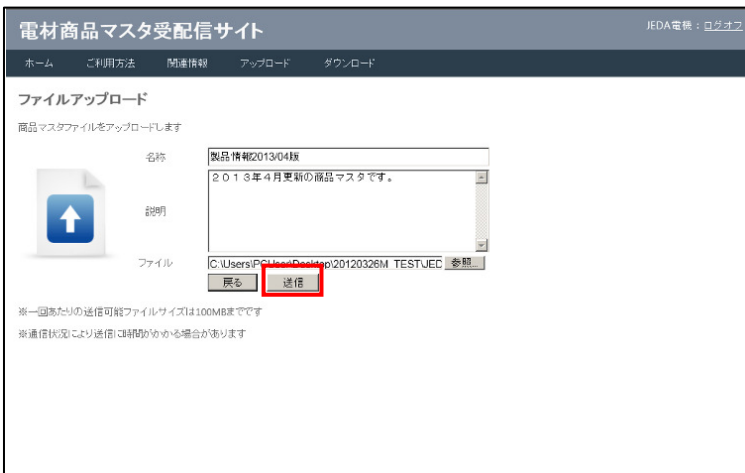 電材商品マスタ受配信サイト
JEDA電機：ログオフ
ホーム ご利用方法 関連情報 アップロード ダウンロード
ファイルアップロード
商品マスタファイルをアップロードします
名称 製品情報2013/04版
説明 2013年4月更新の商品マスタです。
ファイル C:\Users\PCUser\Desktop\20120326M_TEST\JED 参照...
戻る 送信
※一回あたりの送信可能ファイルサイズは100MBまでです
※通信状況により送信に時間がかかる場合があります